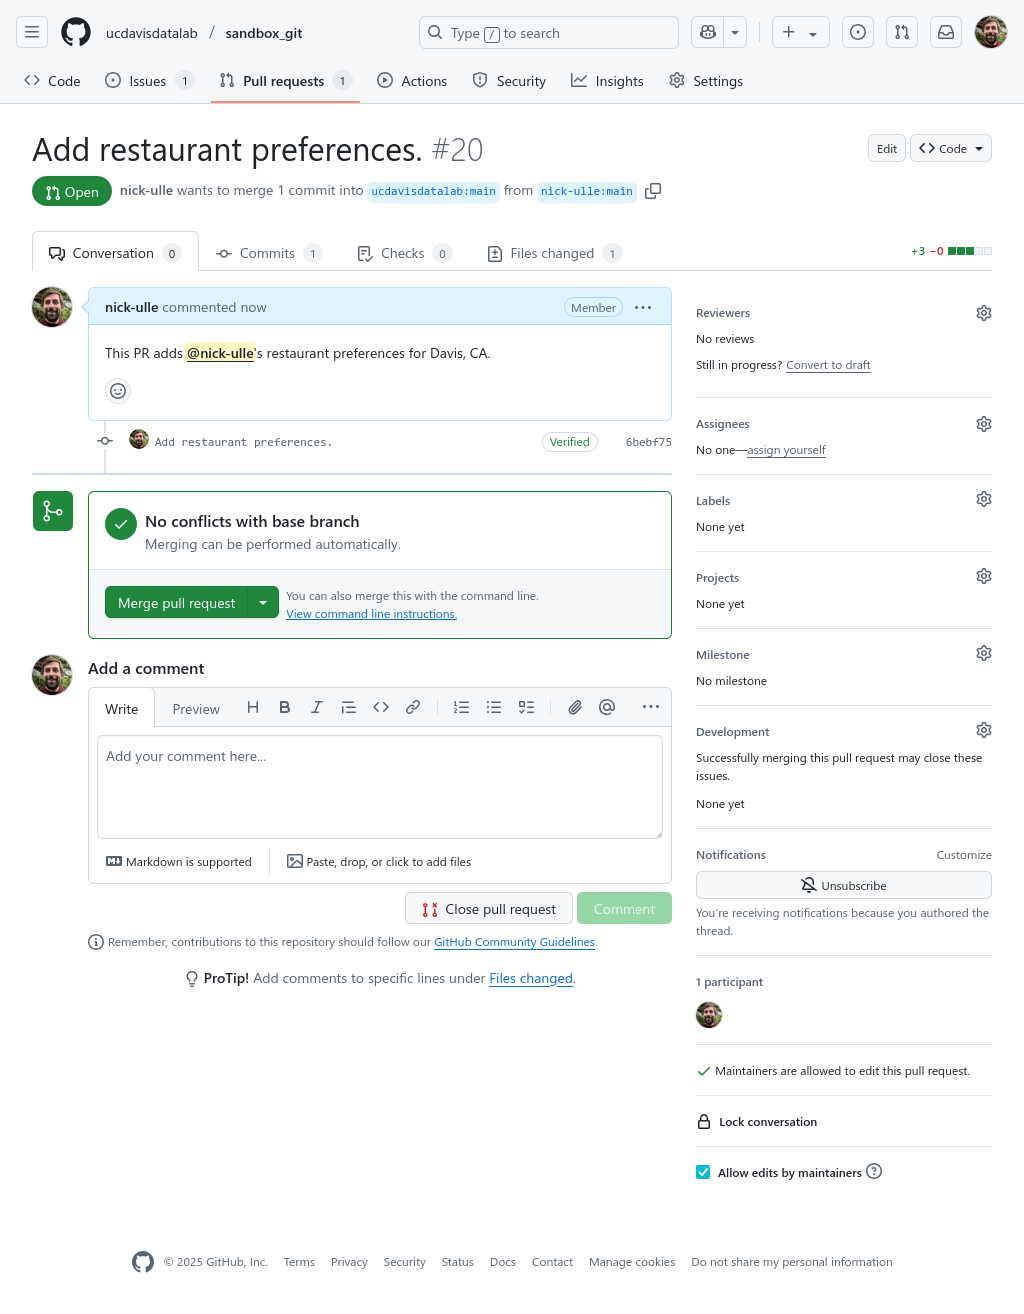 ucdavisdatalab / sandbox_git
Type / to search
Code
Issues 1
Pull requests 1
Actions
Security
Insights
Settings
Add restaurant preferences. #20
Edit
Code
Open
nick-ulle wants to merge 1 commit into ucdavisdatalab:main from nick-ulle:main
Conversation 0
Commits 1
Checks 0
Files changed 1
+3 −0
nick-ulle commented now
Member
This PR adds @nick-ulle's restaurant preferences for Davis, CA.
Add restaurant preferences.
Verified
6bebf75
No conflicts with base branch
Merging can be performed automatically.
Merge pull request
You can also merge this with the command line.
View command line instructions.
Add a comment
Write
Preview
Add your comment here...
Markdown is supported
Paste, drop, or click to add files
Close pull request
Comment
Remember, contributions to this repository should follow our GitHub Community Guidelines.
ProTip! Add comments to specific lines under Files changed.
Reviewers
No reviews
Still in progress? Convert to draft
Assignees
No one—assign yourself
Labels
None yet
Projects
None yet
Milestone
No milestone
Development
Successfully merging this pull request may close these
issues.
None yet
Notifications
Customize
Unsubscribe
You're receiving notifications because you authored the
thread.
1 participant
Maintainers are allowed to edit this pull request.
Lock conversation
Allow edits by maintainers
© 2025 GitHub, Inc.
Terms
Privacy
Security
Status
Docs
Contact
Manage cookies
Do not share my personal information